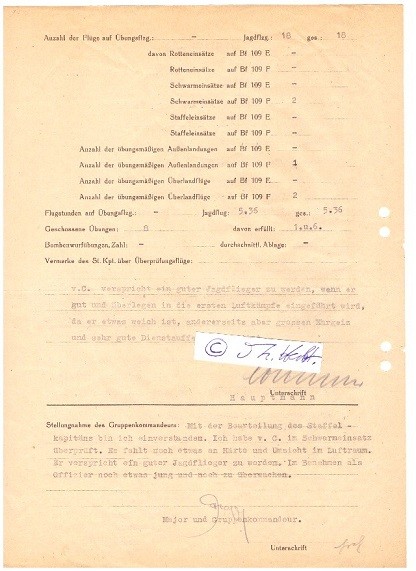 Anzahl der Flüge auf Übungsflug.: - Jagdflug.: 18 ges.: 18
davon Rotteneinsätze auf Bf 109 E -
Rotteneinsätze auf Bf 109 F -
Schwarmeinsätze auf Bf 109 E -
Schwarmeinsätze auf Bf 109 F 2
Staffeleinsätze auf Bf 109 E -
Staffeleinsätze auf Bf 109 F -
Anzahl der übungsmäßigen Außenlandungen auf Bf 109 E -
Anzahl der übungsmäßigen Außenlandungen auf Bf 109 F 1
Anzahl der übungsmäßigen Überlandflüge auf Bf 109 E -
Anzahl der übungsmäßigen Überlandflüge auf Bf 109 F 2
Flugstunden auf Übungsflug.: - Jagdflug: 5.36 ges.: 5.36
Geschossene Übungen: 8 davon erfüllt: 1.u.6.
Bombenwurfübungen, Zahl: - durchschnittl. Ablage: -
Vermerke des St. Kpt. über Überprüfungsflüge:
v.C. verspricht ein guter Jagdflieger zu werden, wenn er
gut und überlegen in die ersten Luftkämpfe eingeführt wird,
da er etwas weich ist, andererseits aber grossen Ehrgeiz
und sehr gute
©
Unterschrift
Hauptmann
Stellungnahme des Gruppenkommandeurs: Mit der Beurteilung des Staffel-
kapitäns bin ich einverstanden. Ich habe v. C. im Schwarmeinsatz
überprüft. Es fehlt noch etwas an Härte und Umsicht im Luftraum.
Er verspricht ein guter Jagdflieger zu werden. Im Benehmen als
Offizier noch etwas jung und noch zu überwachen.
Major und Gruppenkommandeur.
Unterschrift